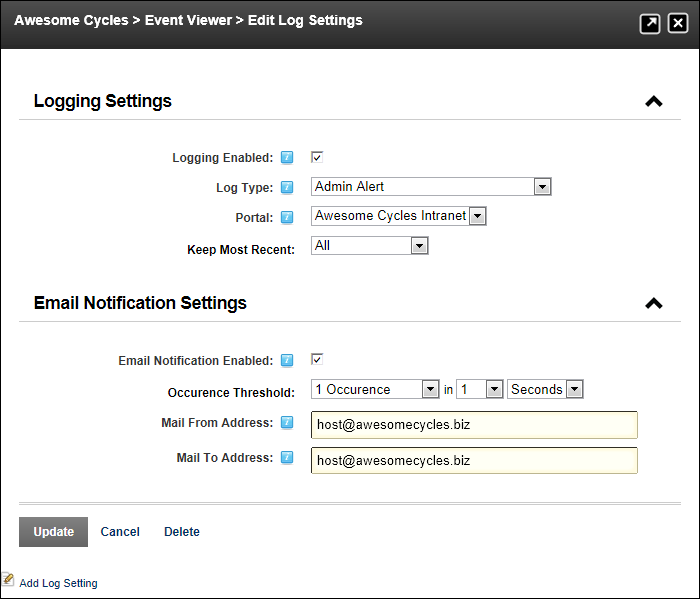 Awesome Cycles > Event Viewer > Edit Log Settings
Logging Settings
Logging Enabled:
Log Type: Admin Alert
Portal: Awesome Cycles Intranet
Keep Most Recent: All
Email Notification Settings
Email Notification Enabled:
Occurence Threshold: 1 Occurence in 1 Seconds
Mail From Address: host@awesomecycles.biz
Mail To Address: host@awesomecycles.biz
Update Cancel Delete
Add Log Setting